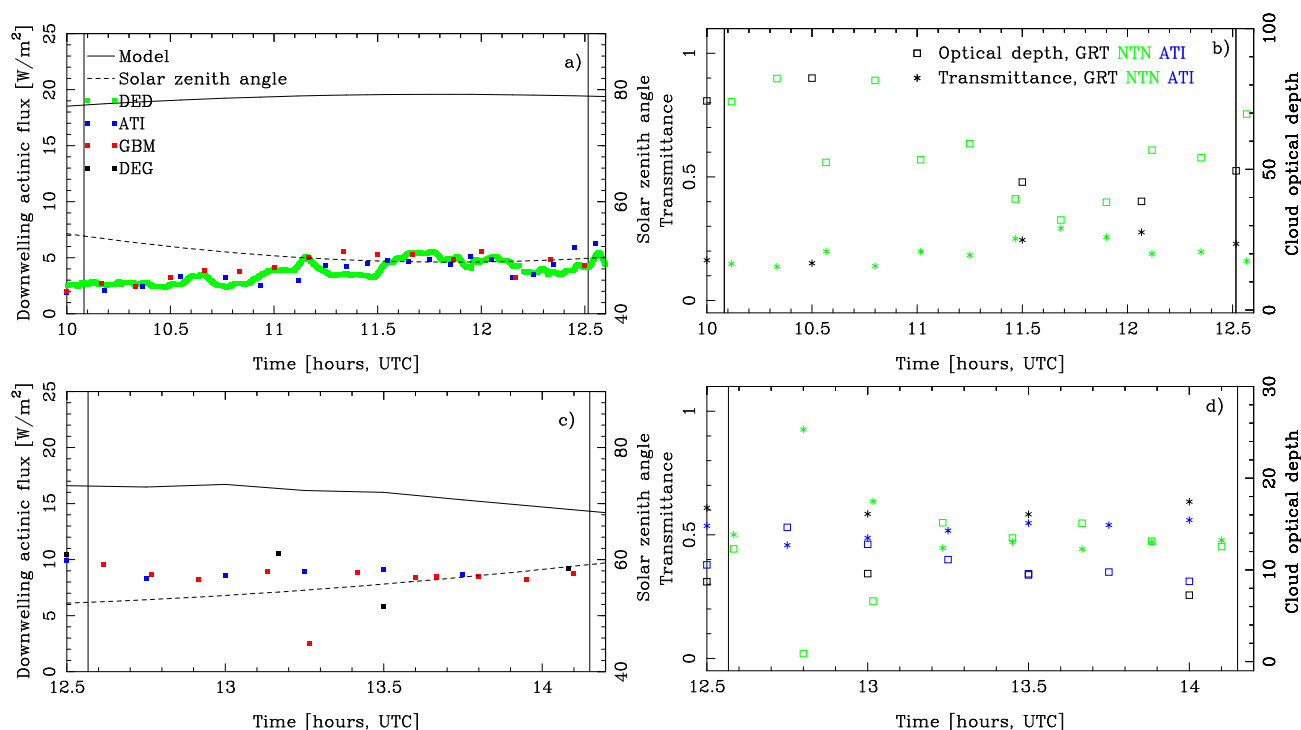 a)
Downwelling actinic flux [W/m²]
25
20
15
10
5
0
Model
Solar zenith angle
DED
ATI
GBM
DEG
80
60
40
Solar zenith angle
10 10.5 11 11.5 12 12.5
Time [hours, UTC]
b)
Transmittance
1
0.5
0
Optical depth, GRT NTN ATI
Transmittance, GRT NTN ATI
100
50
0
Cloud optical depth
10 10.5 11 11.5 12 12.5
Time [hours, UTC]
c)
Downwelling actinic flux [W/m²]
25
20
15
10
5
0
80
60
40
Solar zenith angle
12.5 13 13.5 14
Time [hours, UTC]
d)
Transmittance
1
0.5
0
30
20
10
0
Cloud optical depth
12.5 13 13.5 14
Time [hours, UTC]